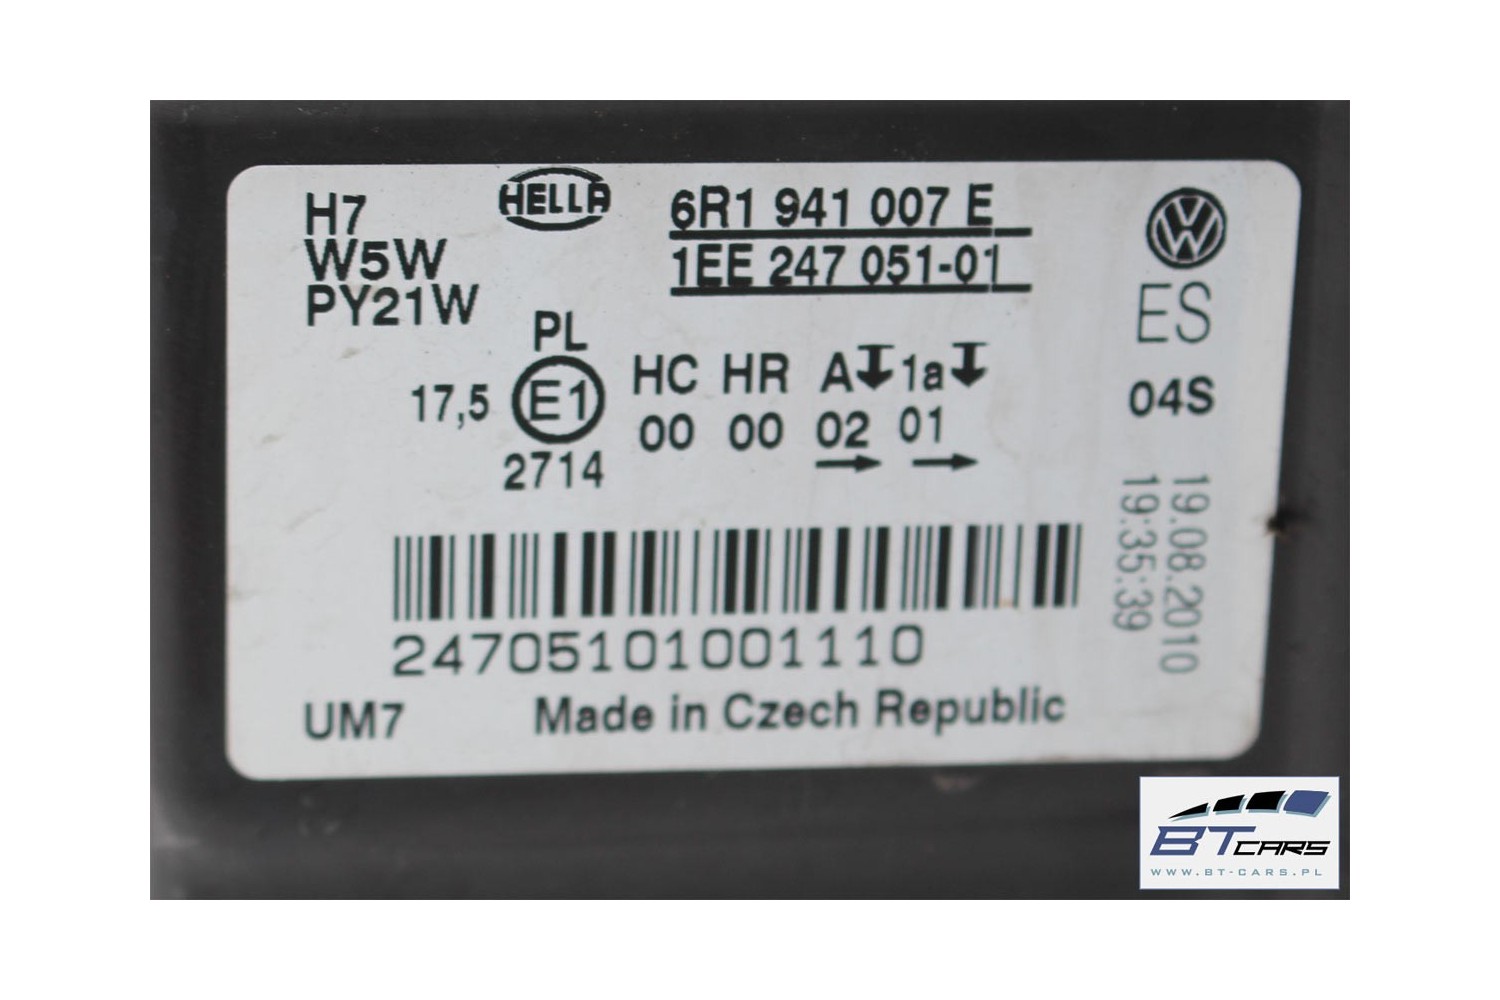 H7
W5W
PY21W
HELLA
6R1 941 007 E
1EE 247 051-01
ES
04S
PL
17,5 E1
2714
HC HR A 1a
00 00 02 01
19.08.2010
19:35:39
24705101001110
UM7
Made in Czech Republic
BT CARS
WWW.BT-CARS.PL